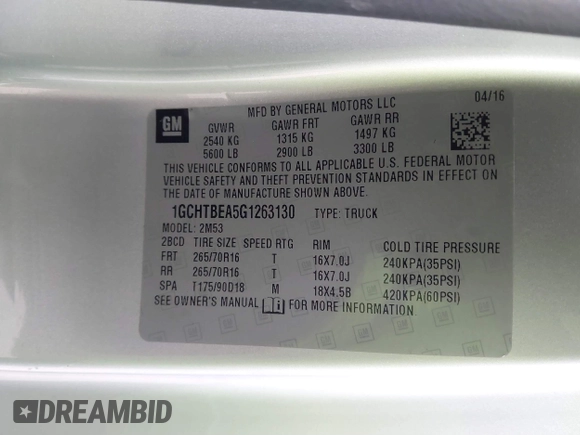 MFD BY GENERAL MOTORS LLC 04/16
GM
GVWR GAWR FRT GAWR RR
2540 KG 1315 KG 1497 KG
5600 LB 2900 LB 3300 LB
THIS VEHICLE CONFORMS TO ALL APPLICABLE U.S. FEDERAL MOTOR
VEHICLE SAFETY AND THEFT PREVENTION STANDARDS IN EFFECT ON
THE DATE OF MANUFACTURE SHOWN ABOVE.
1GCHTBEA5G1263130 TYPE: TRUCK
MODEL: 2M53
2BCD TIRE SIZE SPEED RTG RIM COLD TIRE PRESSURE
FRT 265/70R16 T 16X7.0J 240KPA(35PSI)
RR 265/70R16 T 16X7.0J 240KPA(35PSI)
SPA T175/90D18 M 18X4.5B 420KPA(60PSI)
SEE OWNER'S MANUAL i FOR MORE INFORMATION.
DREAMBID